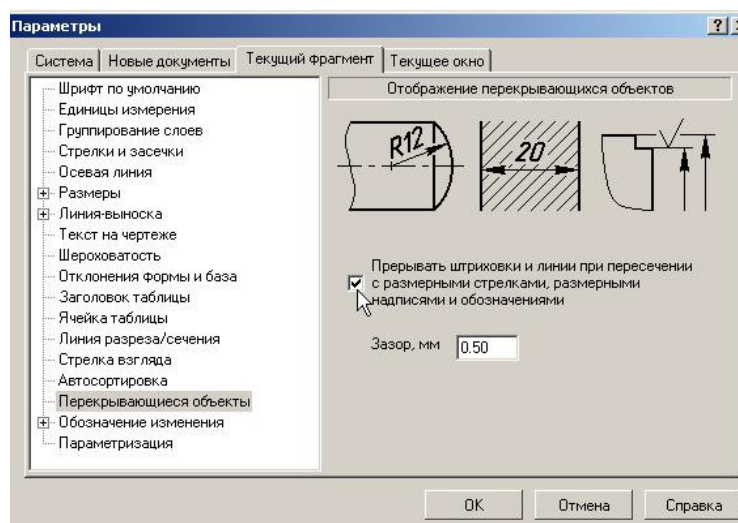 Параметры
Система Новые документы Текущий фрагмент Текущее окно
Шрифт по умолчанию
Единицы измерения
Группирование слоев
Стрелки и засечки
Осевая линия
Размеры
Линия-выноска
Текст на чертеже
Шероховатость
Отклонения формы и база
Заголовок таблицы
Ячейка таблицы
Линия разреза/сечения
Стрелка взгляда
Автосортировка
Перекрывающиеся объекты
Обозначение изменения
Параметризация
Отображение перекрывающихся объектов
R12
20
Прерывать штриховки и линии при пересечении
с размерными стрелками, размерными
надписями и обозначениями
Зазор, мм 0.50
OK Отмена Справка